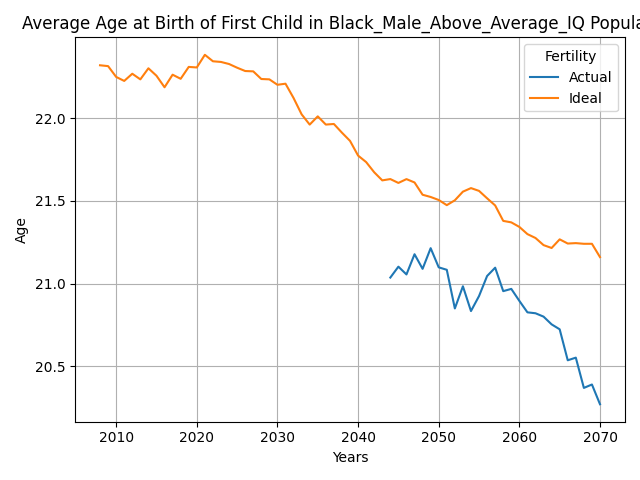 Average Age at Birth of First Child in Black_Male_Above_Average_IQ Popula
Fertility
Actual
Ideal
Age
22.0
21.5
21.0
20.5
2010 2020 2030 2040 2050 2060 2070
Years